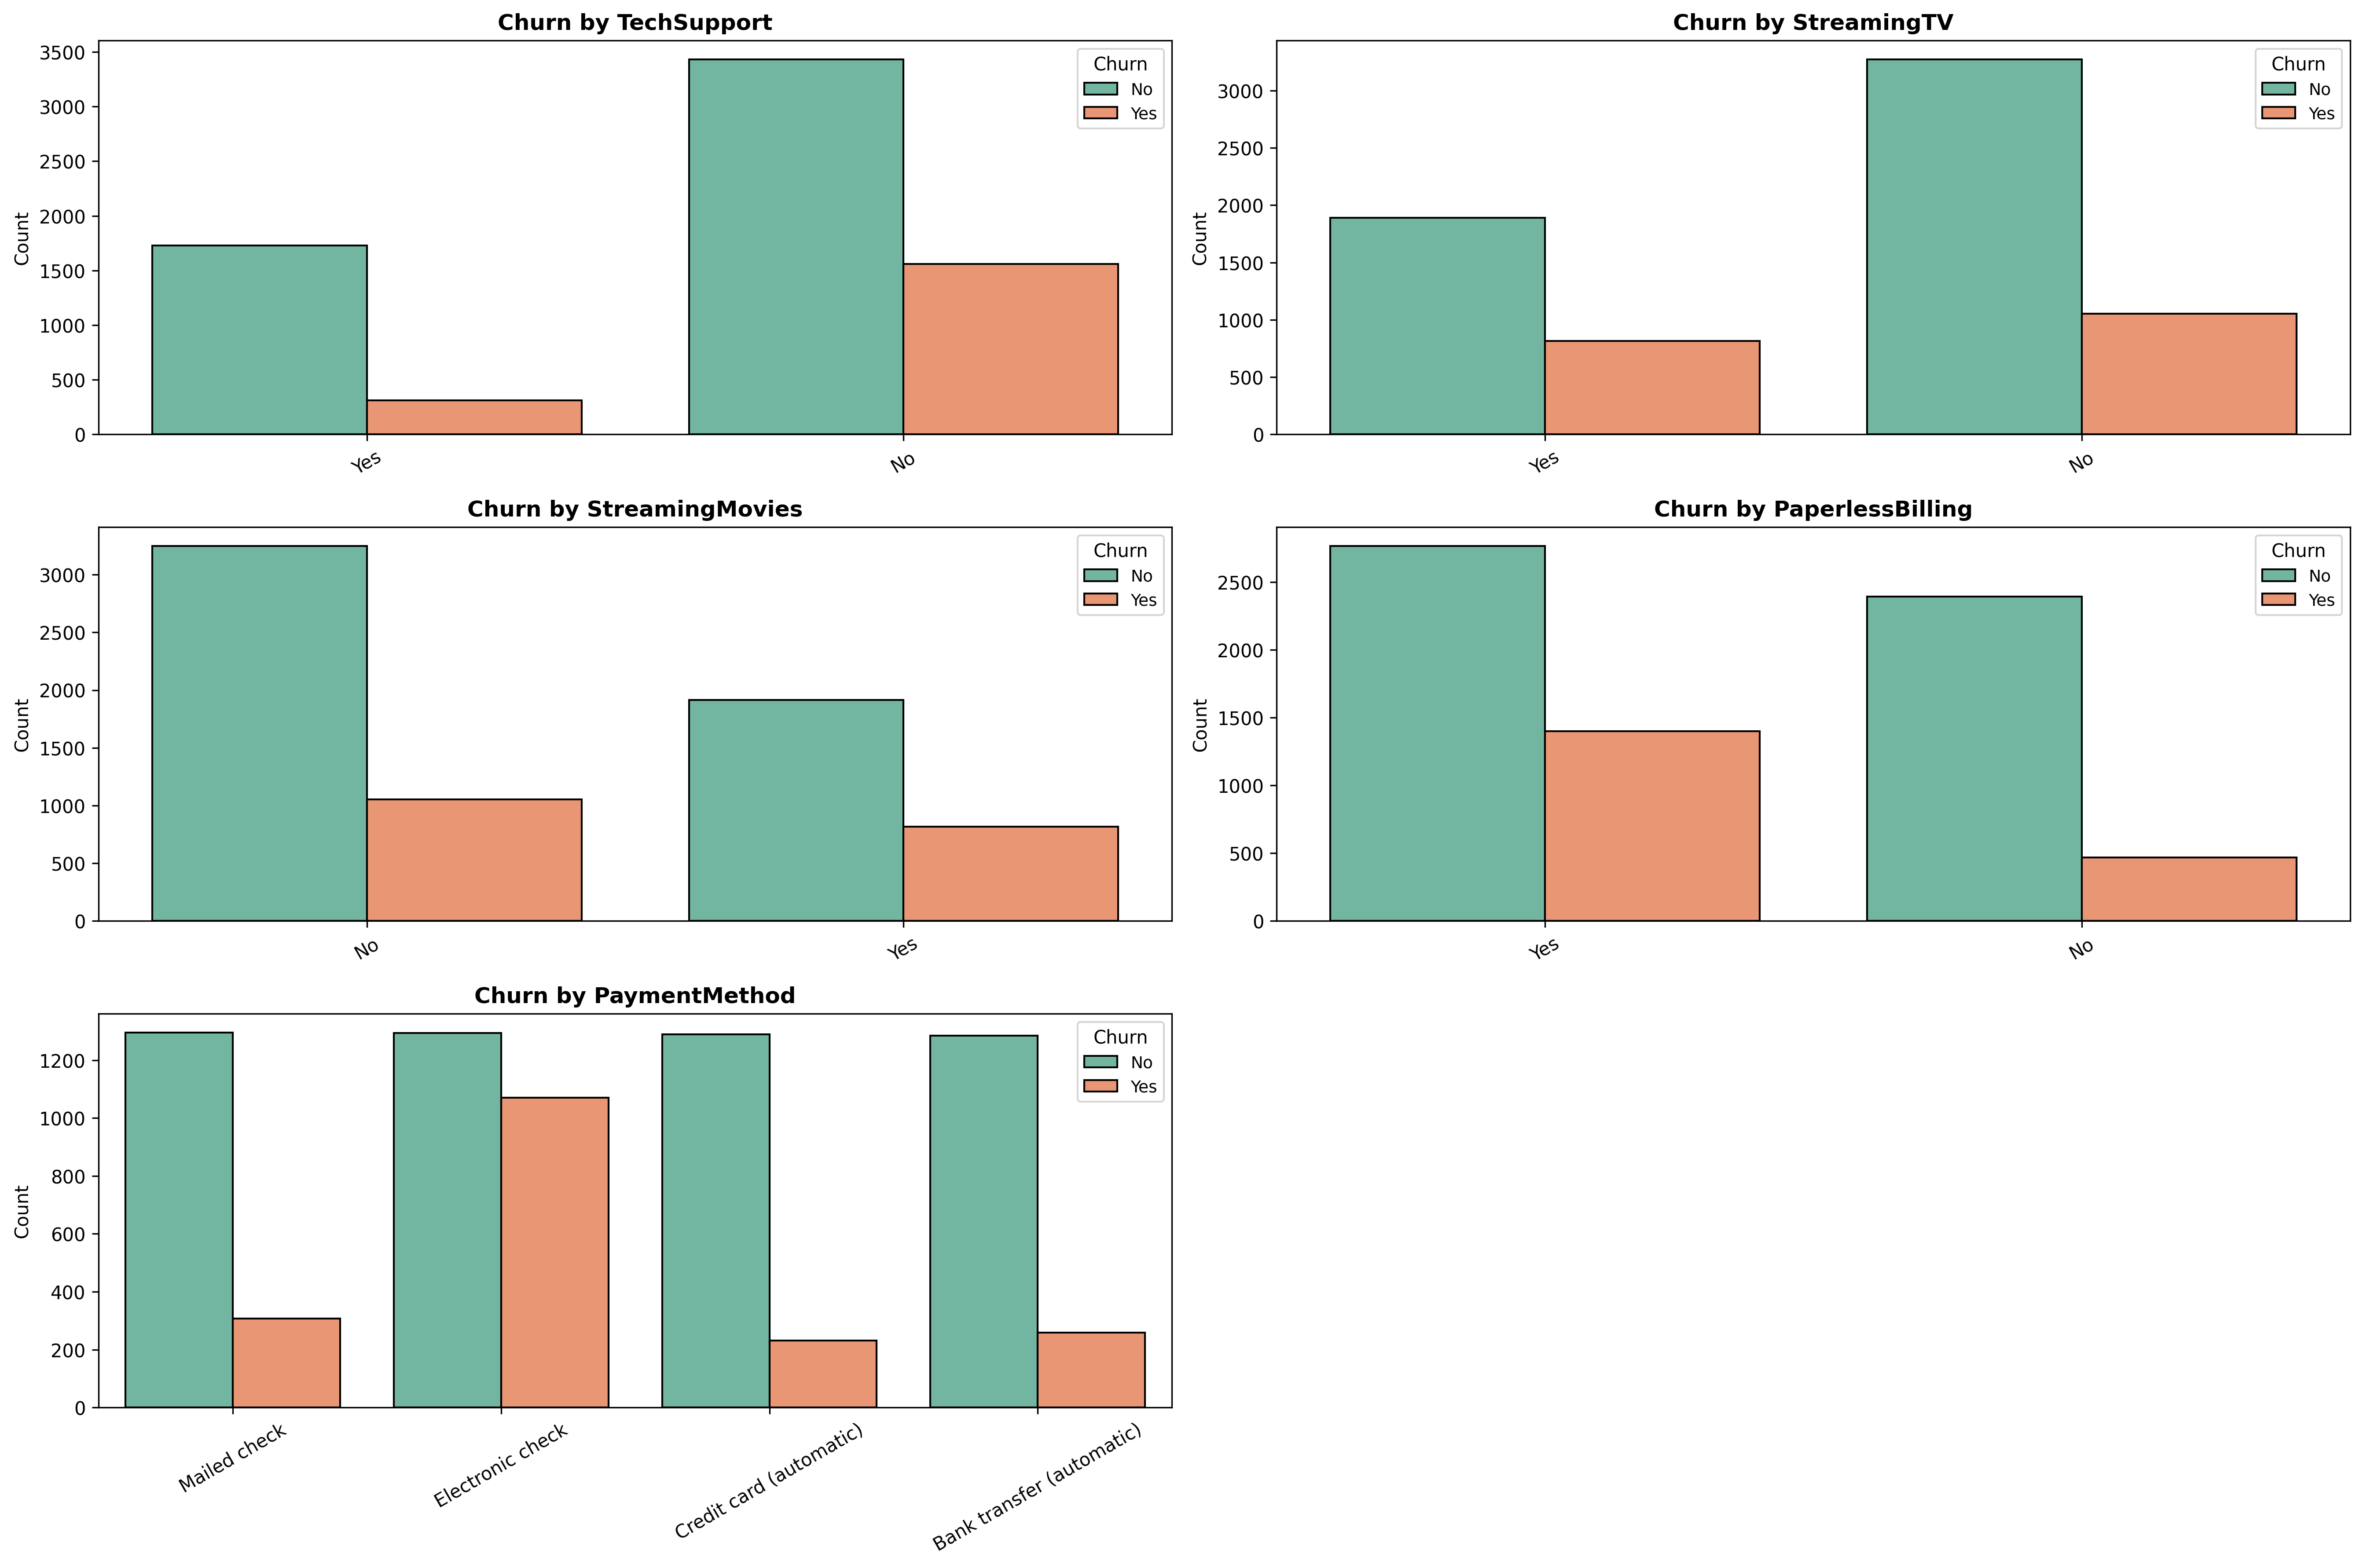 Churn by TechSupport
Count
3500
3000
2500
2000
1500
1000
500
0
Yes
No
Churn
No
Yes
Churn by StreamingTV
Count
3000
2500
2000
1500
1000
500
0
Yes
No
Churn
No
Yes
Churn by StreamingMovies
Count
3000
2500
2000
1500
1000
500
0
No
Yes
Churn
No
Yes
Churn by PaperlessBilling
Count
2500
2000
1500
1000
500
0
Yes
No
Churn
No
Yes
Churn by PaymentMethod
Count
1200
1000
800
600
400
200
0
Mailed check
Electronic check
Credit card (automatic)
Bank transfer (automatic)
Churn
No
Yes